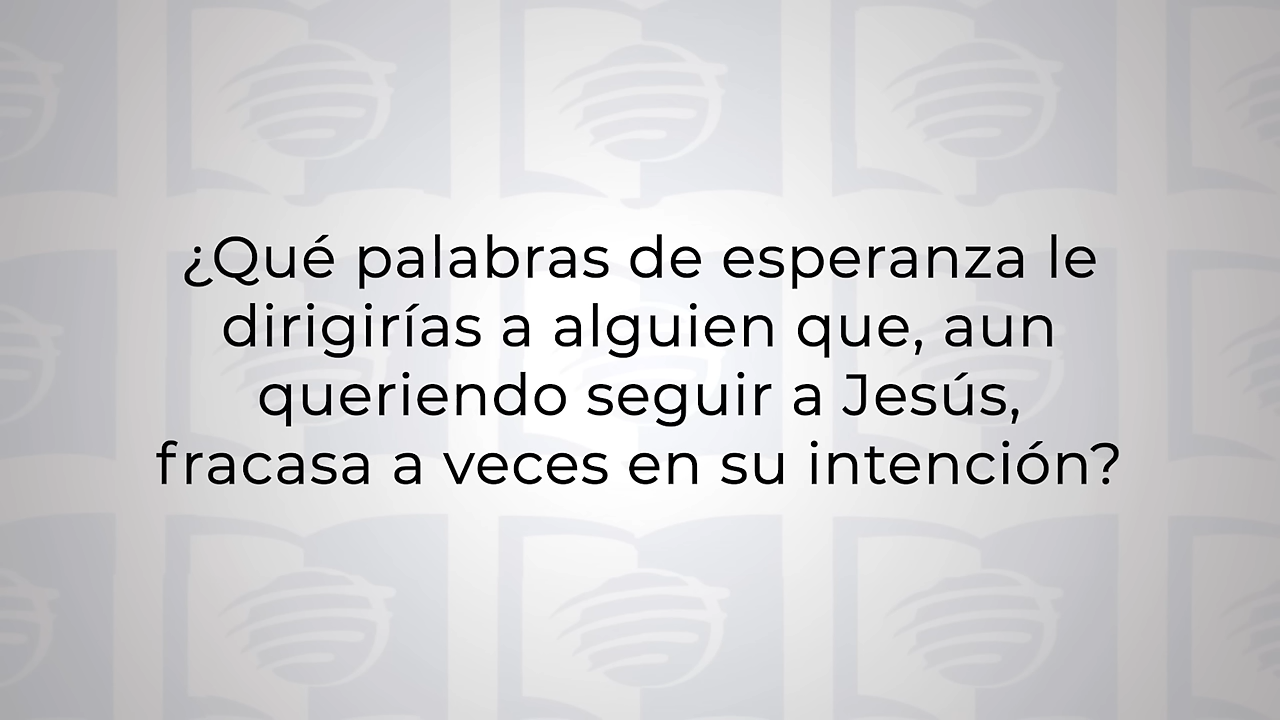 ¿Qué palabras de esperanza le
dirigirías a alguien que, aun
queriendo seguir a Jesús,
fracasa a veces en su intención?